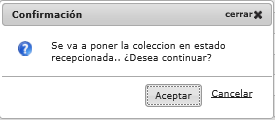 Confirmación cerrar✖
Se va a poner la coleccion en estado
recepcionada.. ¿Desea continuar?
Aceptar Cancelar